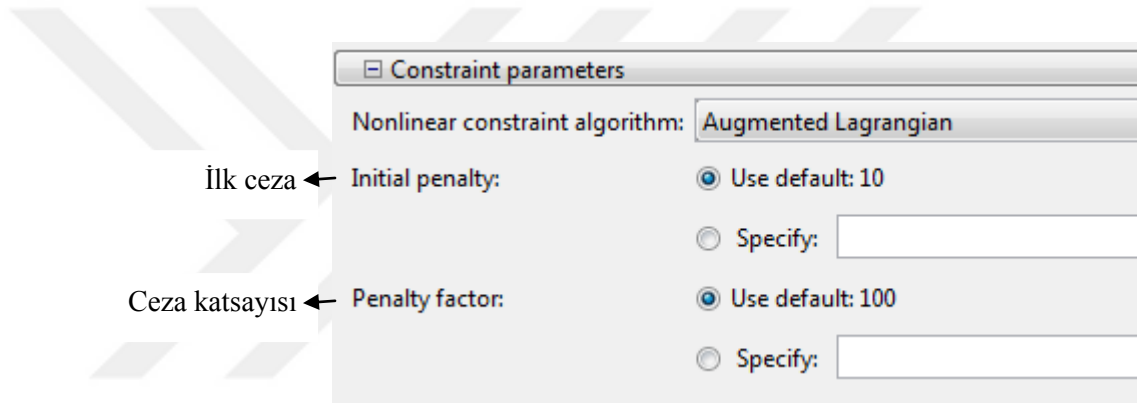 Constraint parameters
Nonlinear constraint algorithm: Augmented Lagrangian
İlk ceza Initial penalty: Use default: 10
Specify:
Ceza katsayısı Penalty factor: Use default: 100
Specify: